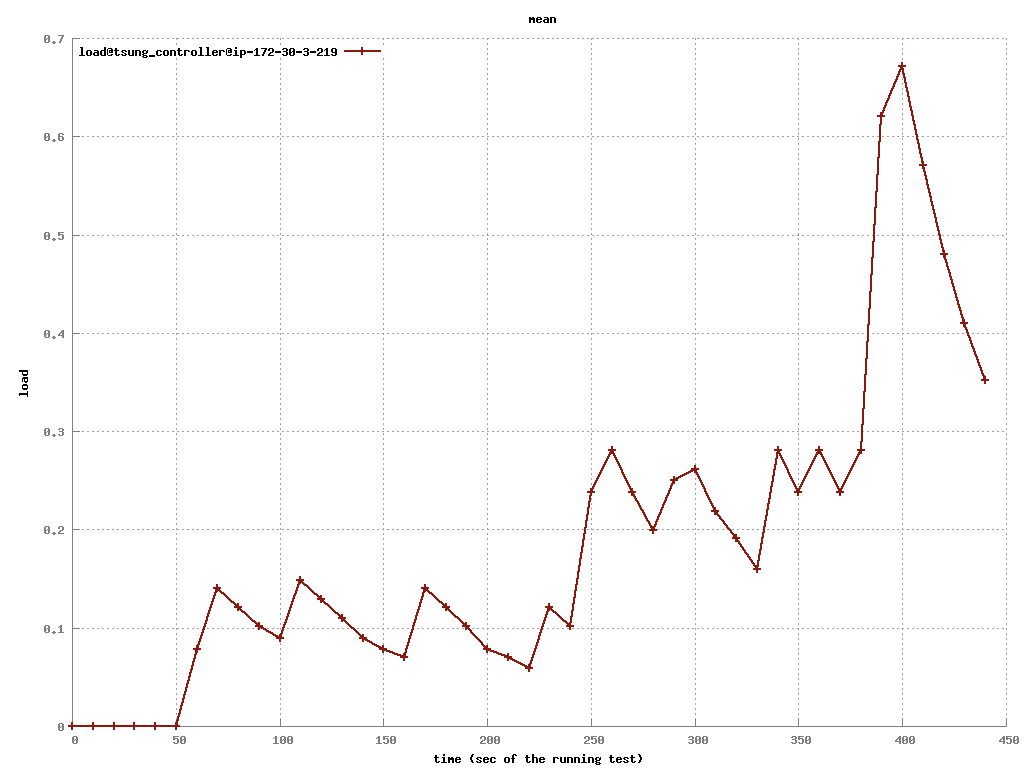 mean
load@tsung_controller@ip-172-30-3-219
0.7
0.6
0.5
0.4
0.3
0.2
0.1
0
load
0 50 100 150 200 250 300 350 400 450
time (sec of the running test)